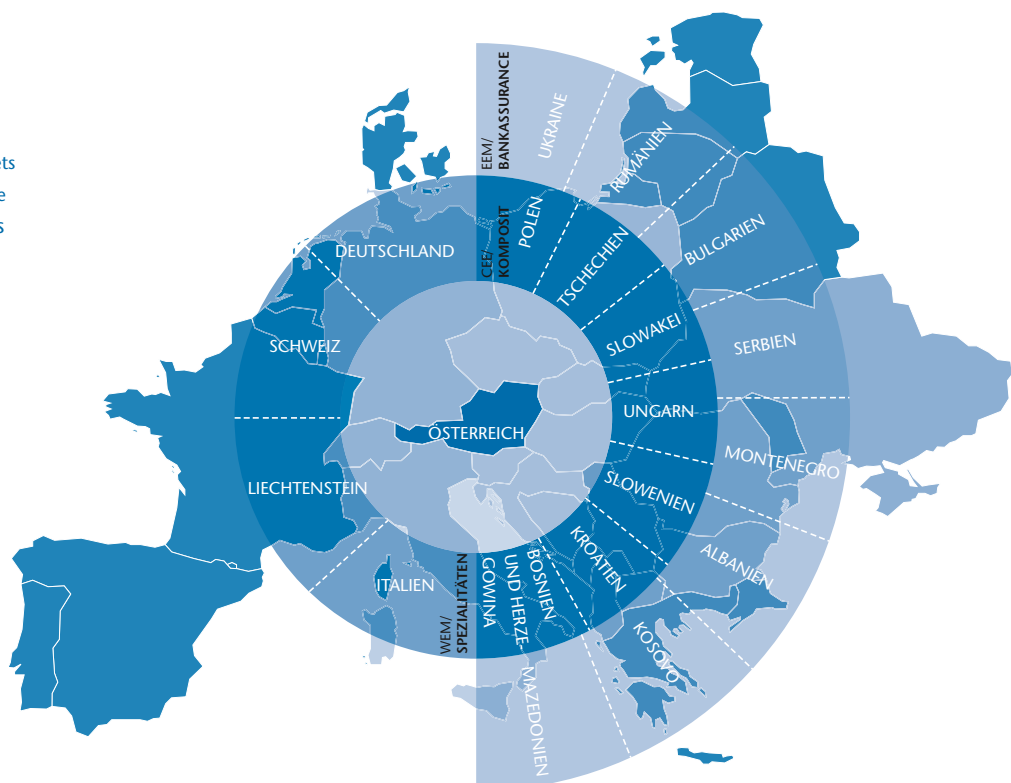 ets
e
s
EEM/
BANKASSURANCE
UKRAINE
RUMÄNIEN
BULGARIEN
SERBIEN
MONTENEGRO
ALBANIEN
KOSOVO
MAZEDONIEN
CEE/
KOMPOSIT
POLEN
TSCHECHIEN
SLOWAKEI
UNGARN
SLOWENIEN
KROATIEN
BOSNIEN
UND HERZE-
GOWINA
WEM/
SPEZIALITÄTEN
DEUTSCHLAND
SCHWEIZ
LIECHTENSTEIN
ITALIEN
ÖSTERREICH